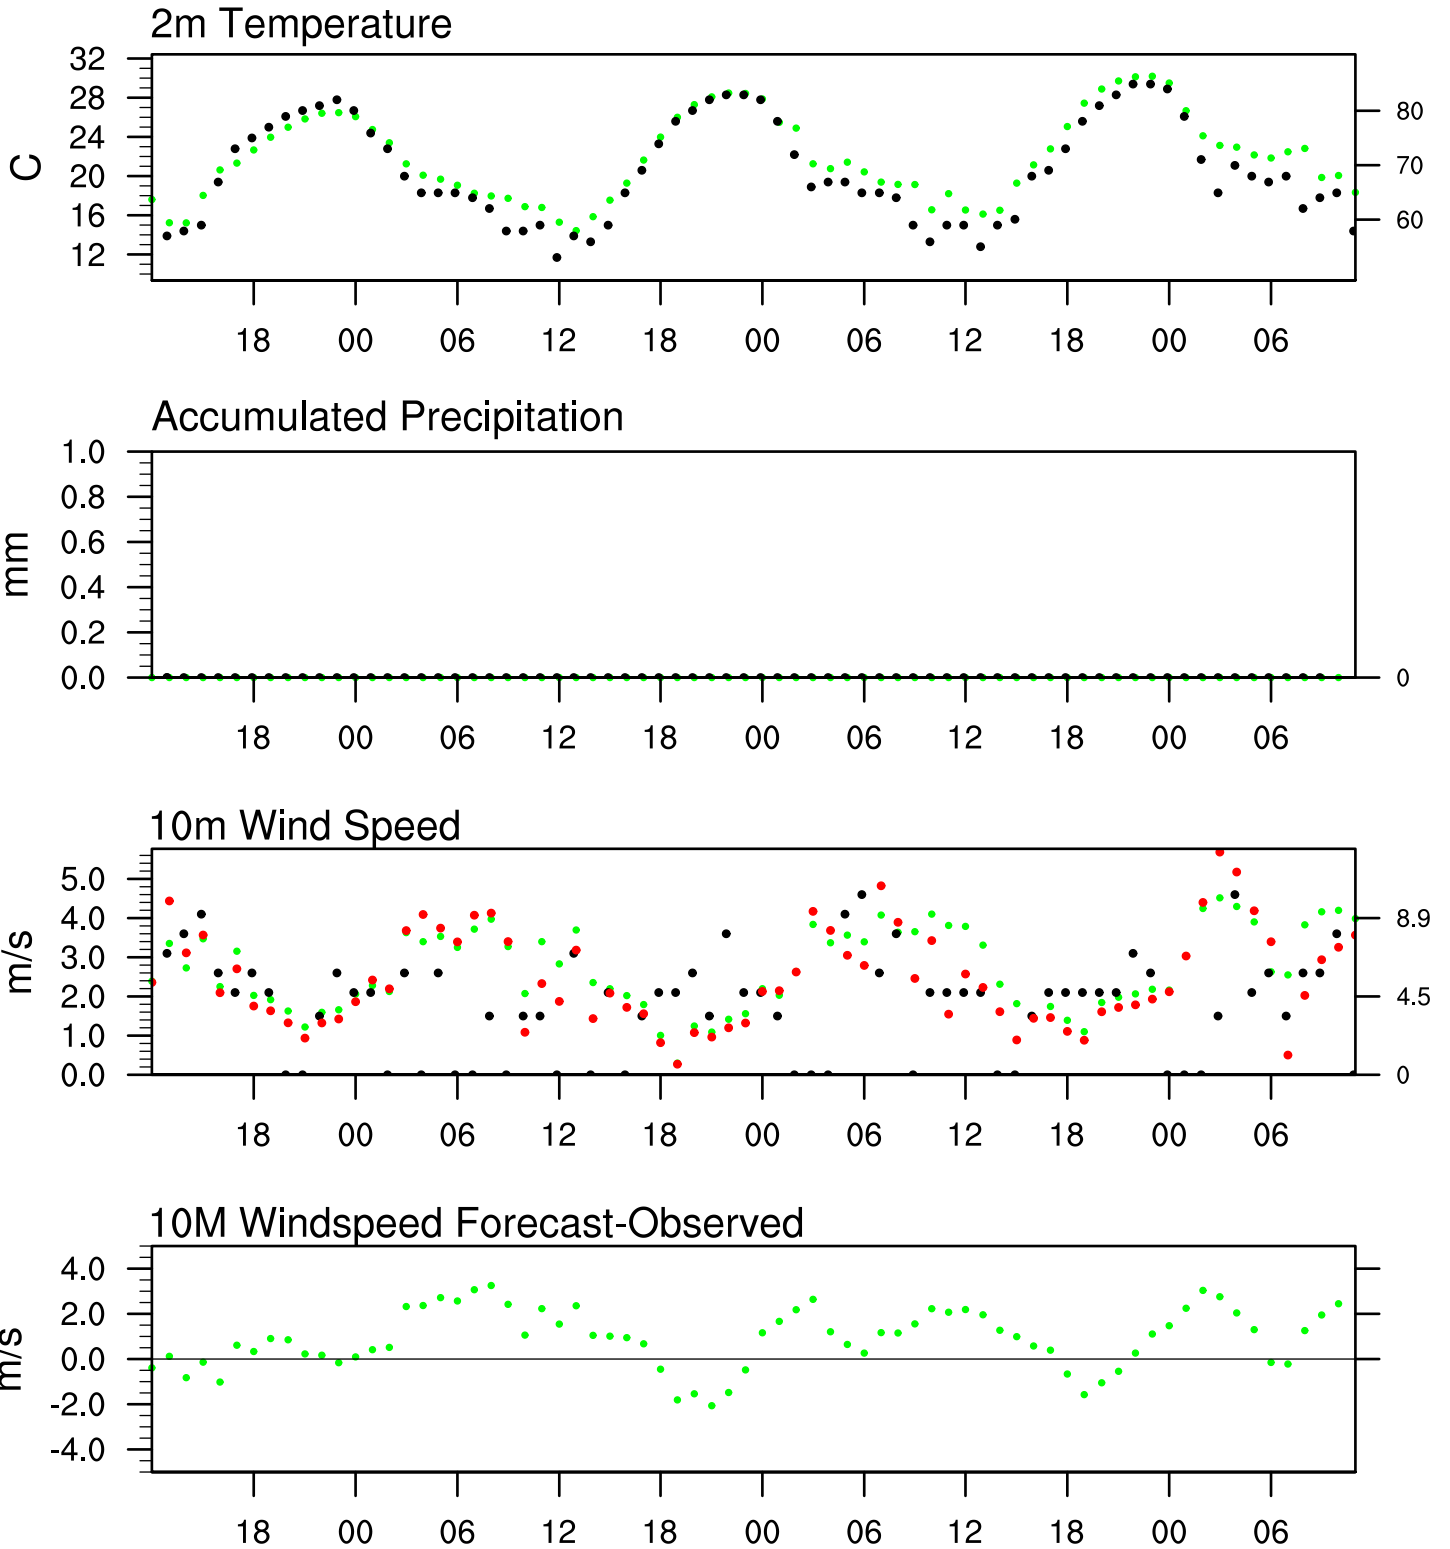 2m Temperature
32
28
24
20
16
12
C
80
70
60
18 00 06 12 18 00 06 12 18 00 06
Accumulated Precipitation
1.0
0.8
0.6
0.4
0.2
0.0
mm
0
18 00 06 12 18 00 06 12 18 00 06
10m Wind Speed
5.0
4.0
3.0
2.0
1.0
0.0
m/s
8.9
4.5
0
18 00 06 12 18 00 06 12 18 00 06
10M Windspeed Forecast-Observed
4.0
2.0
0.0
-2.0
-4.0
m/s
18 00 06 12 18 00 06 12 18 00 06